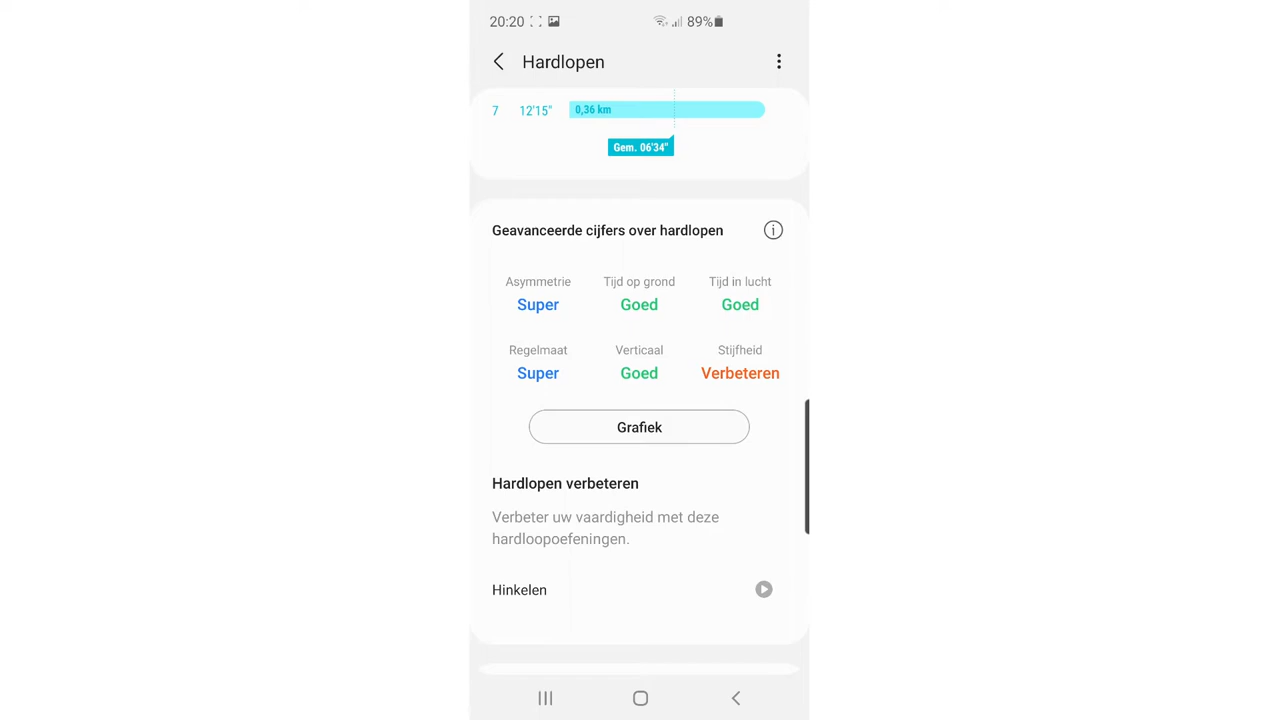 20:20 89%
Hardlopen
7 12'15" 0,36 km
Gem. 06'34"
Geavanceerde cijfers over hardlopen
Asymmetrie Tijd op grond Tijd in lucht
Super Goed Goed
Regelmaat Verticaal Stijfheid
Super Goed Verbeteren
Grafiek
Hardlopen verbeteren
Verbeter uw vaardigheid met deze
hardloopoefeningen.
Hinkelen